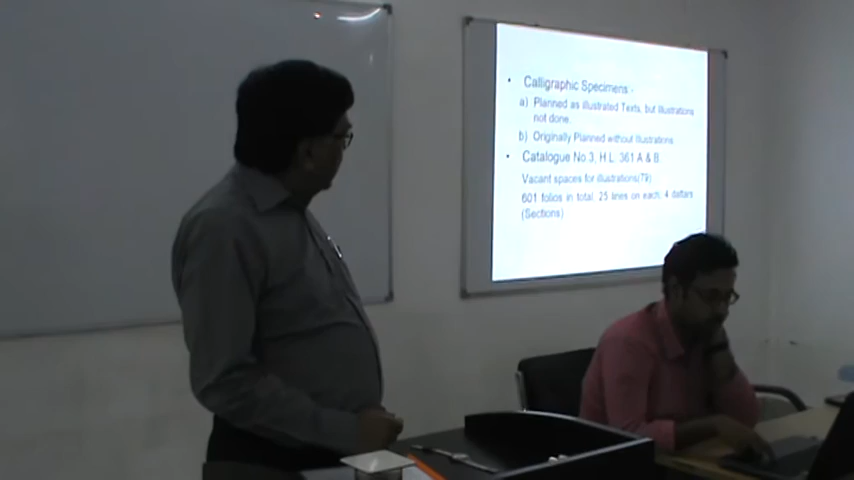 • Calligraphic Specimens -
a) Planned as illustrated Texts, but Illustrations
not done.
b) Originally Planned without illustrations
• Catalogue No 3, H.L. 361 A & B.
Vacant spaces for illustrations(79)
601 folios in total, 25 lines on each, 4 daftars
(Sections)